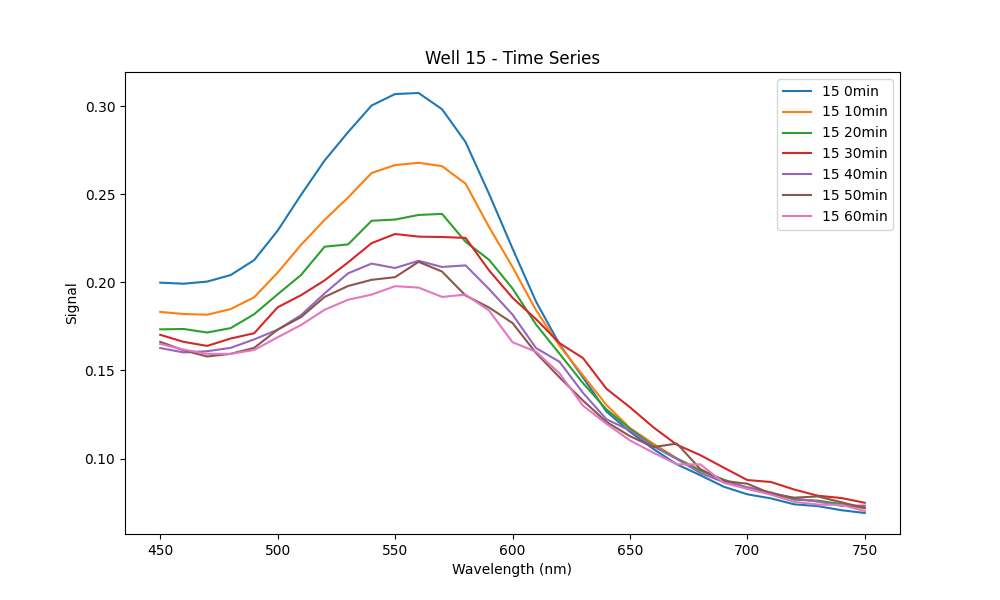 Well 15 - Time Series
15 0min
15 10min
15 20min
15 30min
15 40min
15 50min
15 60min
0.30
0.25
0.20
0.15
0.10
Signal
450 500 550 600 650 700 750
Wavelength (nm)